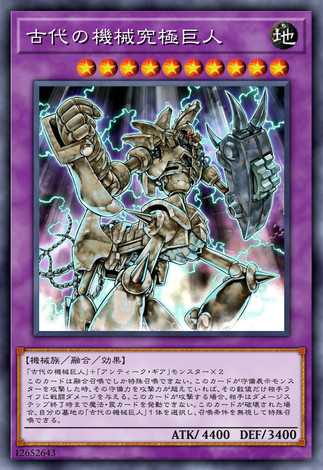 古代の機械究極巨人
地
【機械族／融合／効果】
「古代の機械巨人」＋「アンティーク・ギア」モンスター×２
このカードは融合召喚でしか特殊召喚できない。このカードが守備表示モンス
ターを攻撃した時、その守備力を攻撃力が超えていれば、その数値だけ相手ラ
イフに戦闘ダメージを与える。このカードが攻撃する場合、相手はダメージス
テップ終了時まで魔法・罠カードを発動できない。このカードが破壊された場
合、自分の墓地の「古代の機械巨人」１体を選択し、召喚条件を無視して特殊召
喚できる。
ATK/ 4400 DEF/3400
12652643